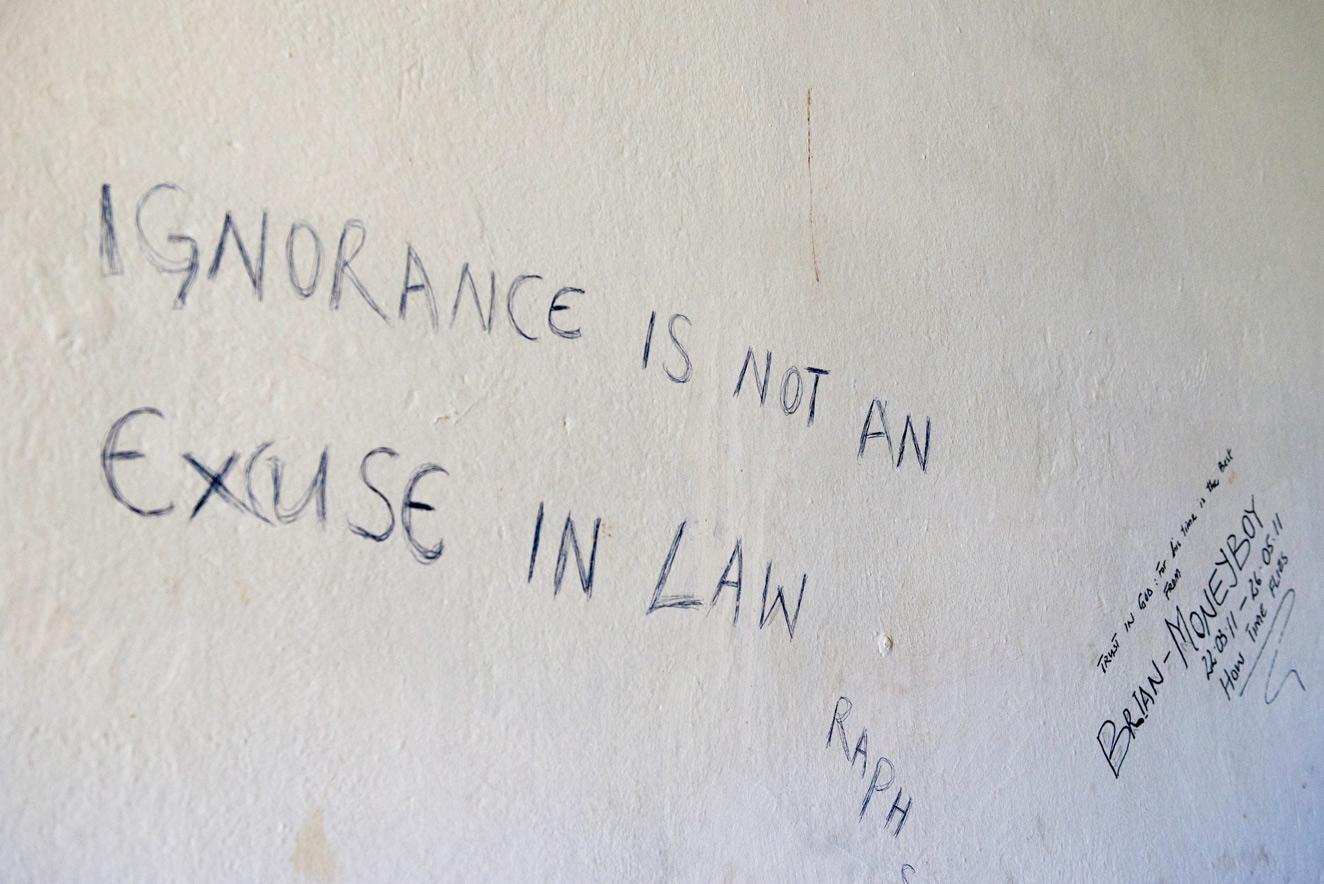 IGNORANCE IS NOT AN
EXCUSE IN LAW
RAPH
TRUST IN GOD: For his time is the Best
FROM
BRIAN-MONEYBOY
22·03·11 – 26·05·11
How TIME FLIES